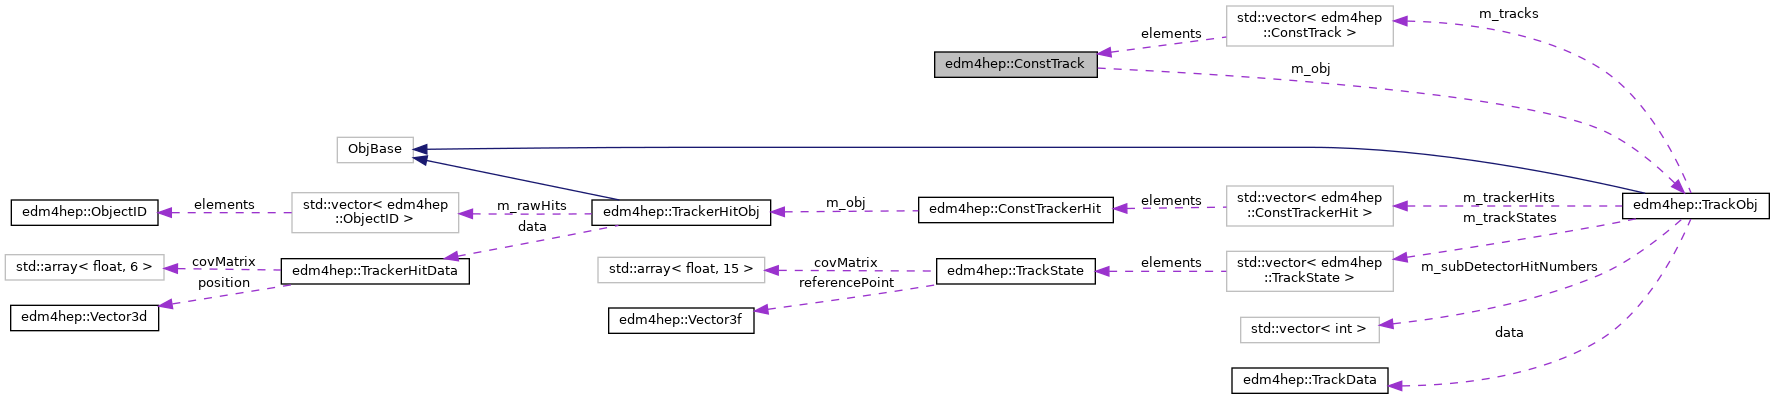 std::vector< edm4hep
::ConstTrack >
m_tracks
elements
edm4hep::ConstTrack
m_obj
ObjBase
edm4hep::ObjectID
elements
std::vector< edm4hep
::ObjectID >
m_rawHits
data
edm4hep::TrackerHitObj
m_obj
edm4hep::ConstTrackerHit
elements
std::vector< edm4hep
::ConstTrackerHit >
m_trackerHits
m_trackStates
edm4hep::TrackObj
std::array< float, 6 >
covMatrix
position
edm4hep::TrackerHitData
std::array< float, 15 >
covMatrix
referencePoint
edm4hep::TrackState
elements
std::vector< edm4hep
::TrackState >
m_subDetectorHitNumbers
edm4hep::Vector3d
edm4hep::Vector3f
std::vector< int >
data
edm4hep::TrackData